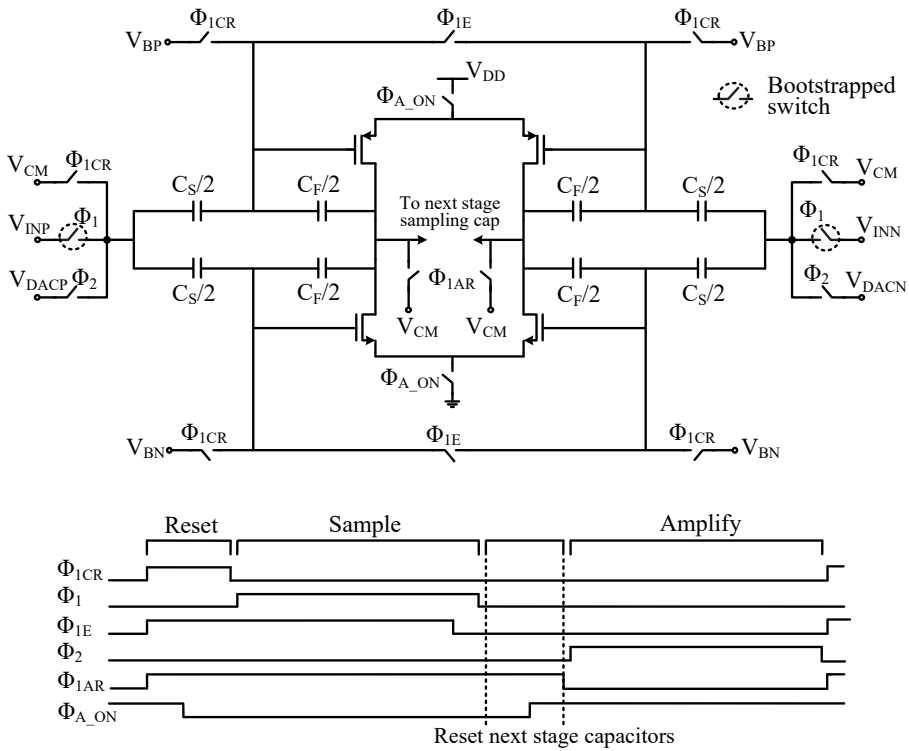 Φ1CR Φ1E Φ1CR
VBP VBP
VDD
ΦA_ON
Bootstrapped
switch
VCM Φ1CR Φ1CR VCM
CS/2 CF/2 CF/2 CS/2
To next stage
sampling cap
VINP Φ1 Φ1 VINN
VDACP Φ2 Φ2 VDACN
CS/2 CF/2 Φ1AR CF/2 CS/2
VCM VCM
ΦA_ON
VBN Φ1CR Φ1E Φ1CR VBN
Reset Sample Amplify
Φ1CR
Φ1
Φ1E
Φ2
Φ1AR
ΦA_ON
Reset next stage capacitors